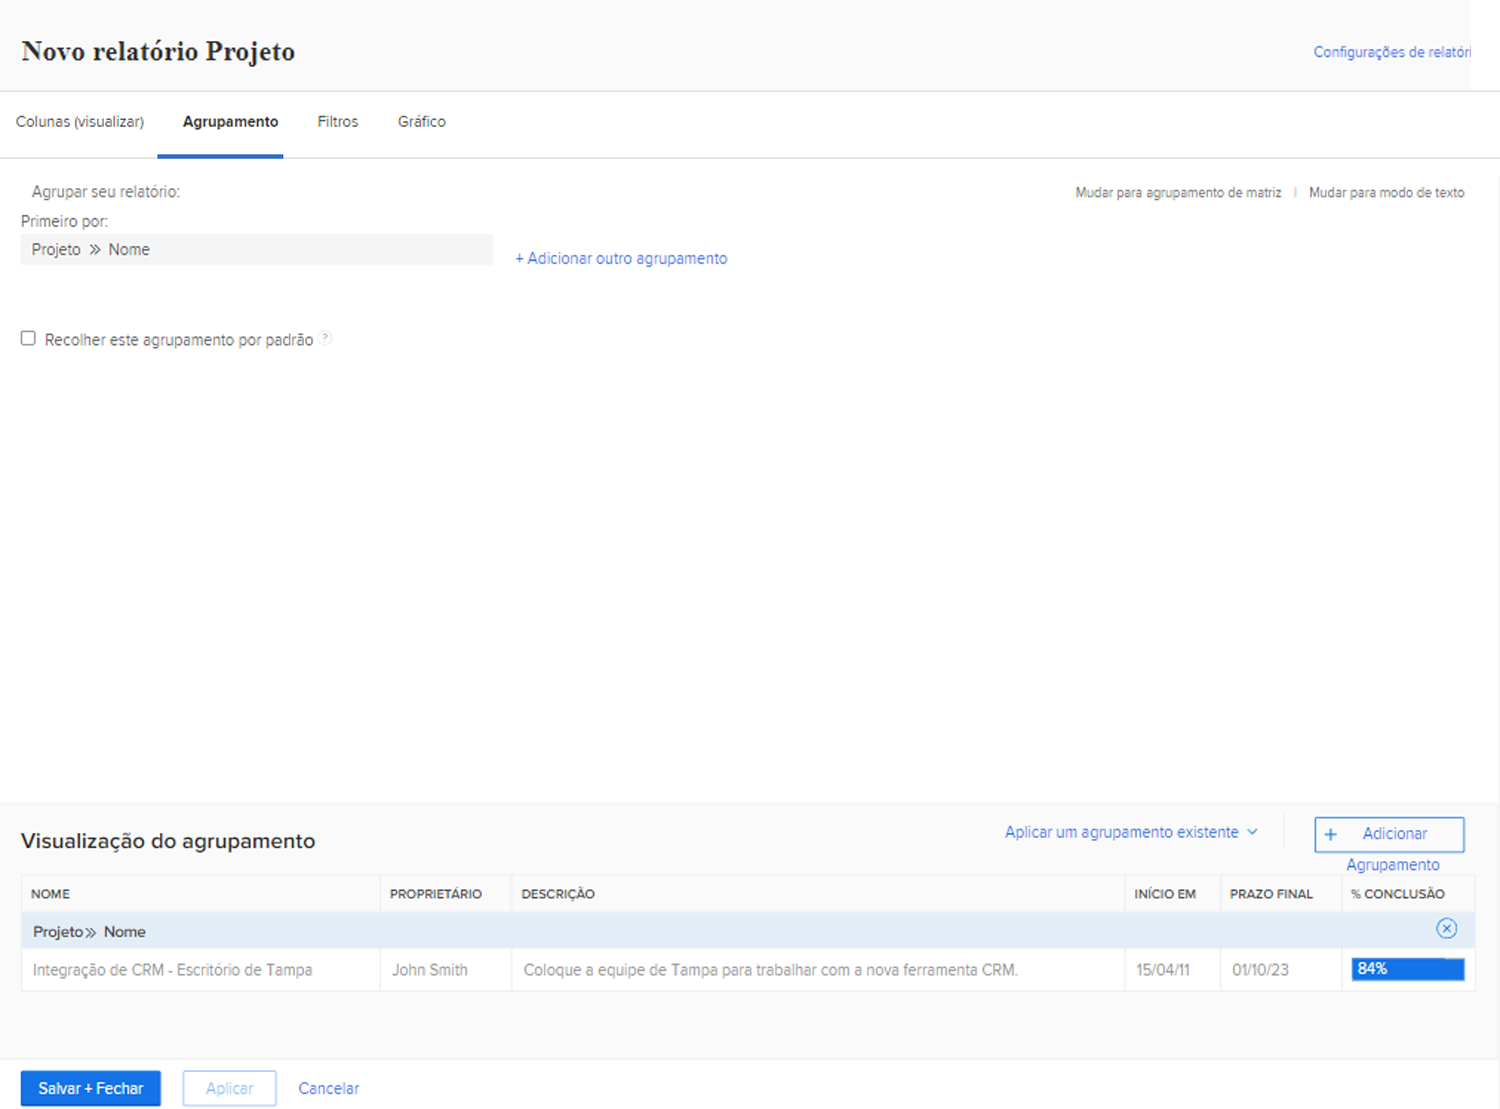 Novo relatório Projeto
Configurações de relatóri
Colunas (visualizar) Agrupamento Filtros Gráfico
Agrupar seu relatório:
Mudar para agrupamento de matriz | Mudar para modo de texto
Primeiro por:
Projeto » Nome
+ Adicionar outro agrupamento
Recolher este agrupamento por padrão ?
Visualização do agrupamento
Aplicar um agrupamento existente
+ Adicionar
Agrupamento
NOME PROPRIETÁRIO DESCRIÇÃO INÍCIO EM PRAZO FINAL % CONCLUSÃO
Projeto» Nome
Integração de CRM - Escritório de Tampa John Smith Coloque a equipe de Tampa para trabalhar com a nova ferramenta CRM. 15/04/11 01/10/23 84%
Salvar + Fechar Aplicar Cancelar